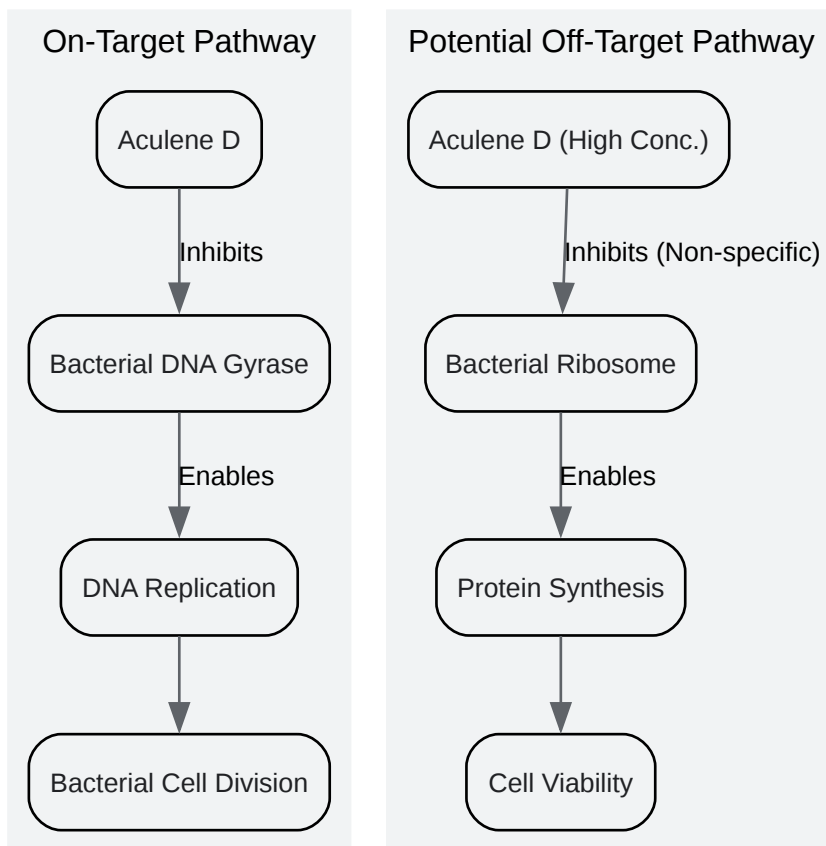 On-Target Pathway
Aculene D
Inhibits
Bacterial DNA Gyrase
Enables
DNA Replication
Bacterial Cell Division
Potential Off-Target Pathway
Aculene D (High Conc.)
Inhibits (Non-specific)
Bacterial Ribosome
Enables
Protein Synthesis
Cell Viability